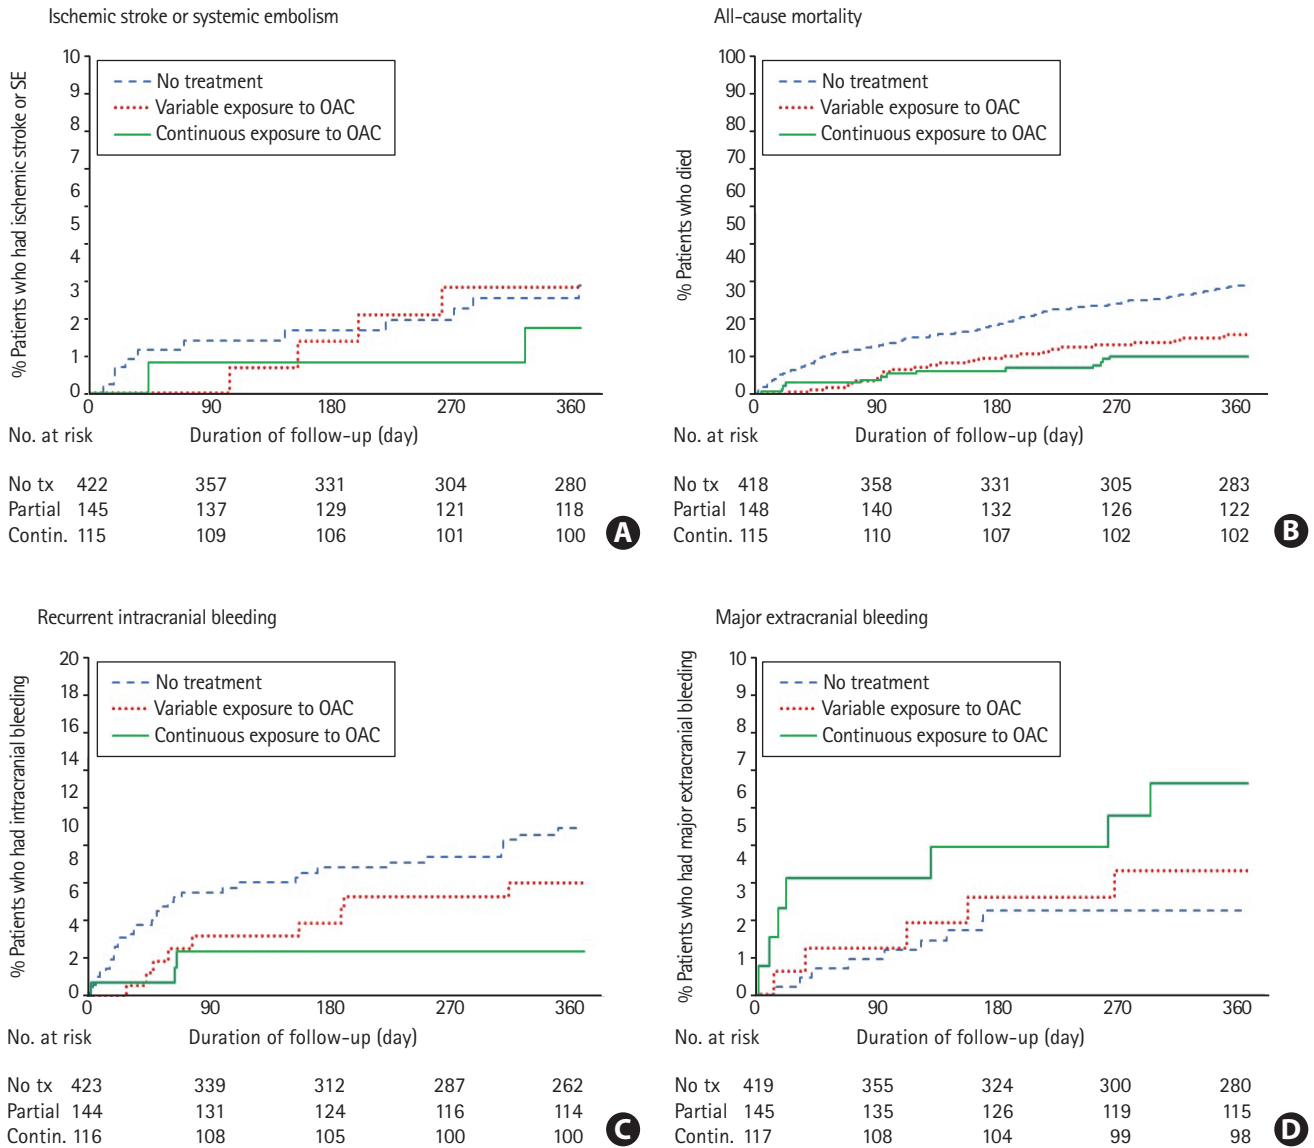 Ischemic stroke or systemic embolism
% Patients who had ischemic stroke or SE
10
9
8
7
6
5
4
3
2
1
0
No treatment
Variable exposure to OAC
Continuous exposure to OAC
0 90 180 270 360
No. at risk Duration of follow-up (day)
No tx 422 357 331 304 280
Partial 145 137 129 121 118
Contin. 115 109 106 101 100
A
All-cause mortality
% Patients who died
100
90
80
70
60
50
40
30
20
10
0
No treatment
Variable exposure to OAC
Continuous exposure to OAC
0 90 180 270 360
No. at risk Duration of follow-up (day)
No tx 418 358 331 305 283
Partial 148 140 132 126 122
Contin. 115 110 107 102 102
B
Recurrent intracranial bleeding
% Patients who had intracranial bleeding
20
18
16
14
12
10
8
6
4
2
0
No treatment
Variable exposure to OAC
Continuous exposure to OAC
0 90 180 270 360
No. at risk Duration of follow-up (day)
No tx 423 339 312 287 262
Partial 144 131 124 116 114
Contin. 116 108 105 100 100
C
Major extracranial bleeding
% Patients who had major extracranial bleeding
10
9
8
7
6
5
4
3
2
1
0
No treatment
Variable exposure to OAC
Continuous exposure to OAC
0 90 180 270 360
No. at risk Duration of follow-up (day)
No tx 419 355 324 300 280
Partial 145 135 126 119 115
Contin. 117 108 104 99 98
D